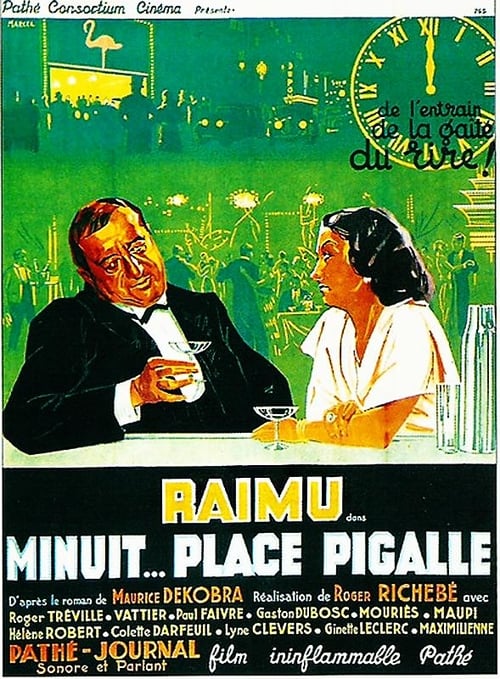 Pathé Consortium Cinéma Présente-
MARCEL
de l'entrain
de la gaîté
du rire!
RAIMU dans
MINUIT... PLACE PIGALLE
D'après le roman de MAURICE DEKOBRA Réalisation de ROGER RICHEBÉ avec
Roger TRÉVILLE • VATTIER • Paul FAIVRE • Gaston DUBOSC • MOURIÈS • MAUPI
Hélène ROBERT • Colette DARFEUIL • Lyne CLEVERS • Ginette LECLERC • MAXIMILIENNE
PATHÉ-JOURNAL film ininflammable Pathé
Sonore et Parlant